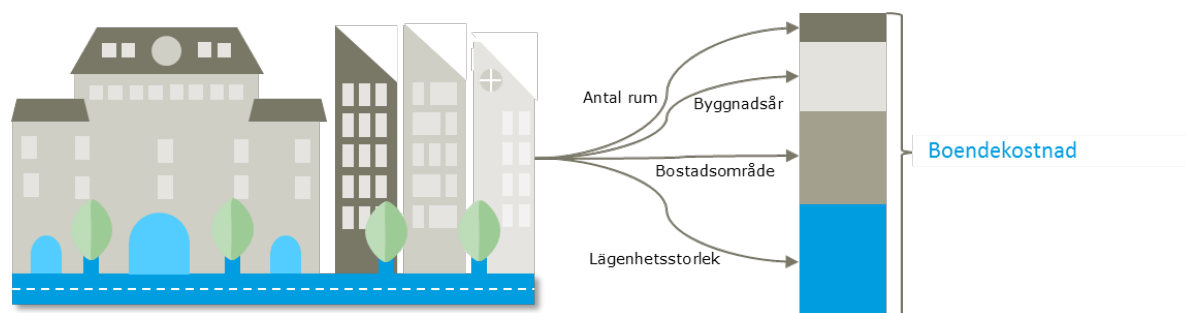 Antal rum
Byggnadsår
Bostadsområde
Lägenhetsstorlek
Boendekostnad